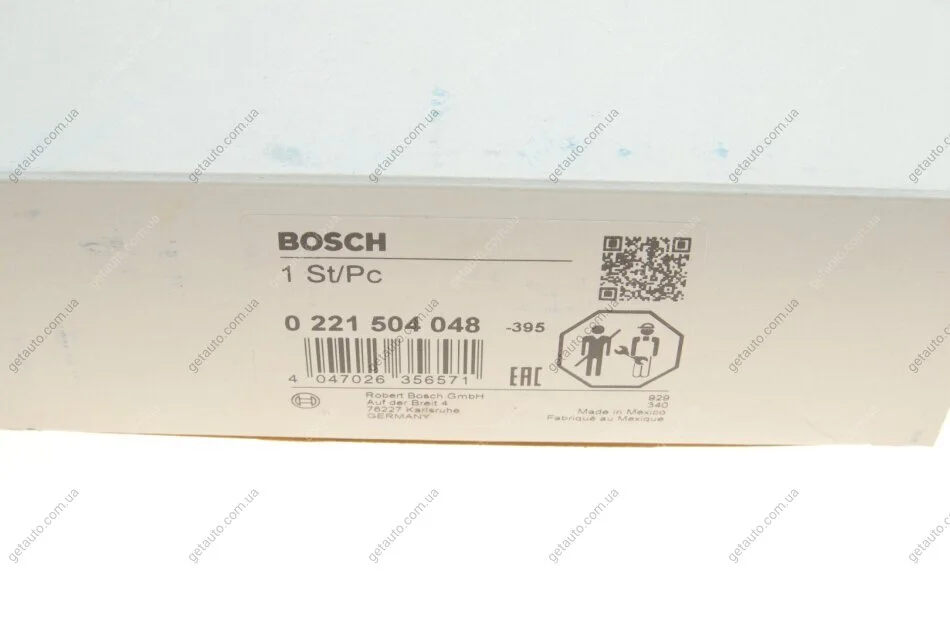 BOSCH
1 St/Pc
0 221 504 048 -395
4 047026 356571
EAC
Robert Bosch GmbH
Auf der Breit 4
76227 Karlsruhe
GERMANY
929
340
Made in Mexico
Fabriqué au Mexique
getauto.com.ua